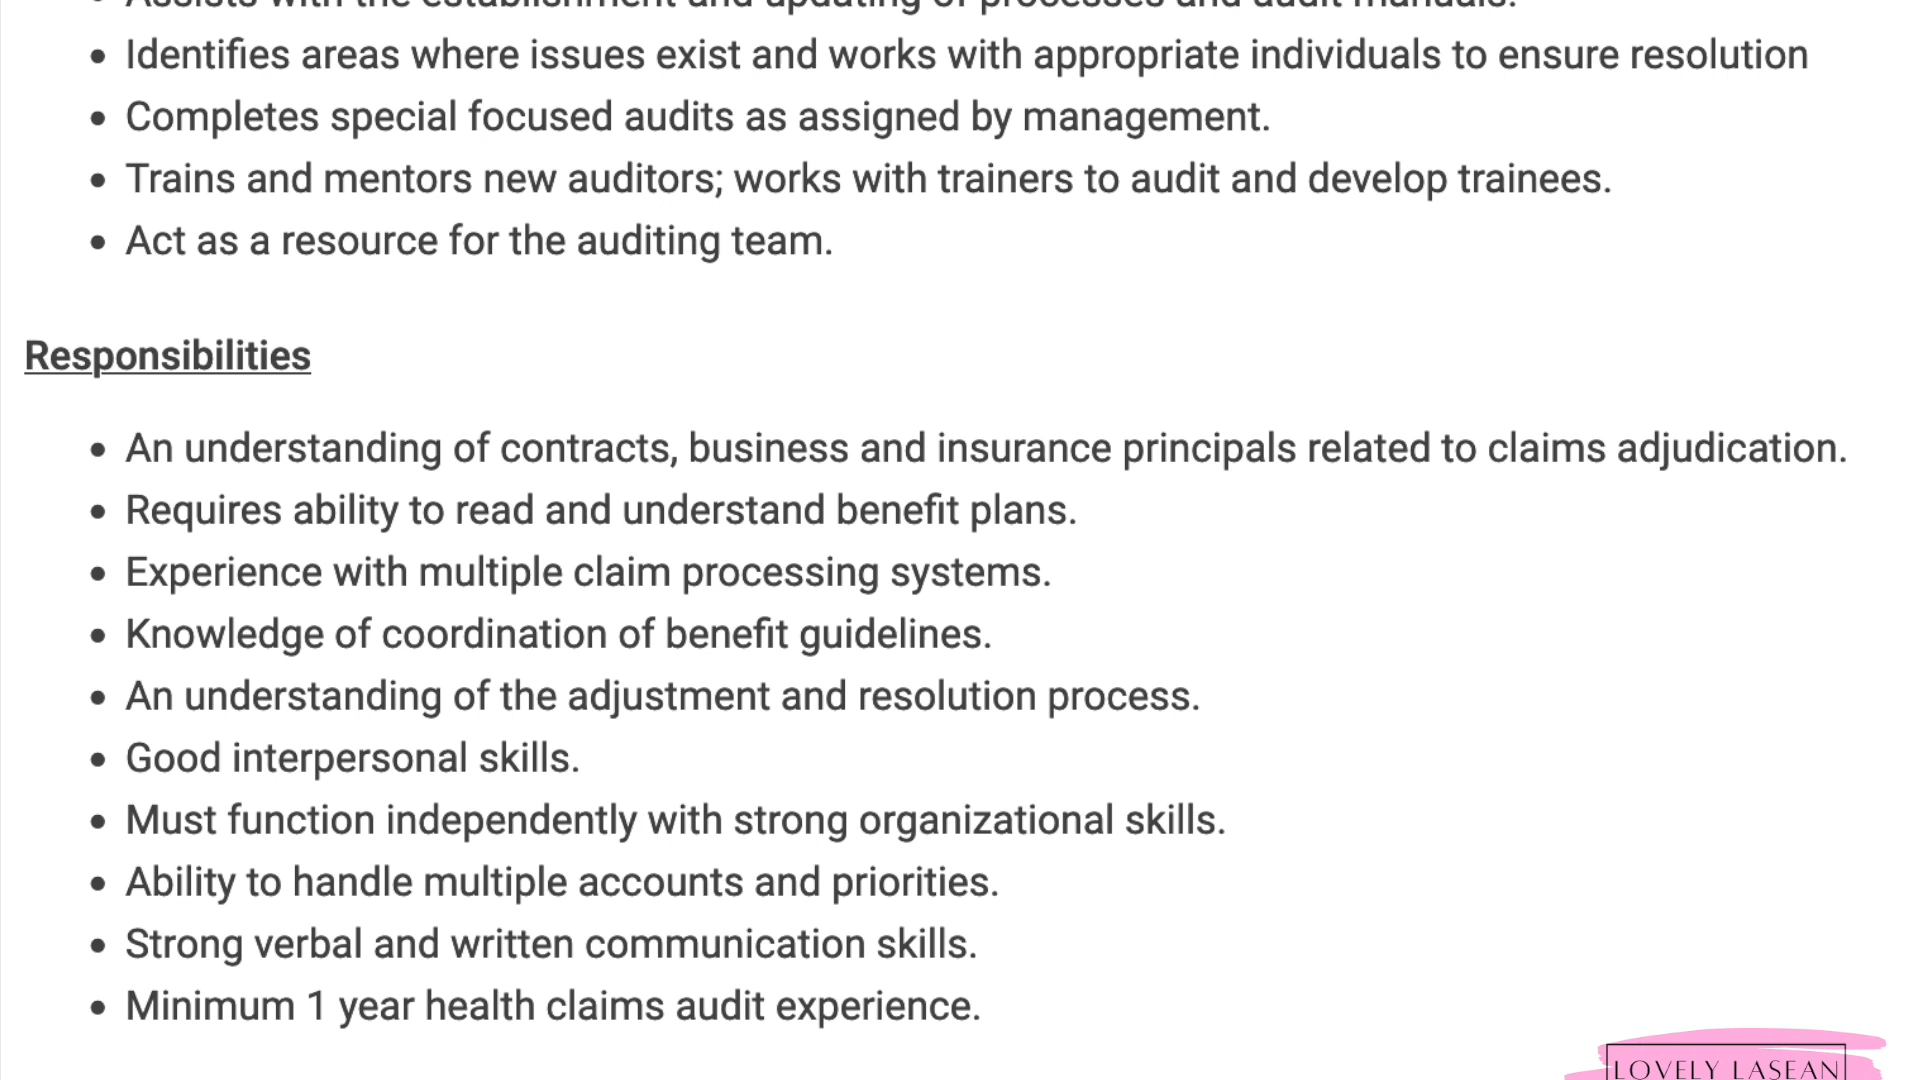 Assists with the establishment and updating of processes and audit manuals.
• Identifies areas where issues exist and works with appropriate individuals to ensure resolution
• Completes special focused audits as assigned by management.
• Trains and mentors new auditors; works with trainers to audit and develop trainees.
• Act as a resource for the auditing team.
Responsibilities
• An understanding of contracts, business and insurance principals related to claims adjudication.
• Requires ability to read and understand benefit plans.
• Experience with multiple claim processing systems.
• Knowledge of coordination of benefit guidelines.
• An understanding of the adjustment and resolution process.
• Good interpersonal skills.
• Must function independently with strong organizational skills.
• Ability to handle multiple accounts and priorities.
• Strong verbal and written communication skills.
• Minimum 1 year health claims audit experience.
LOVELY LASEAN